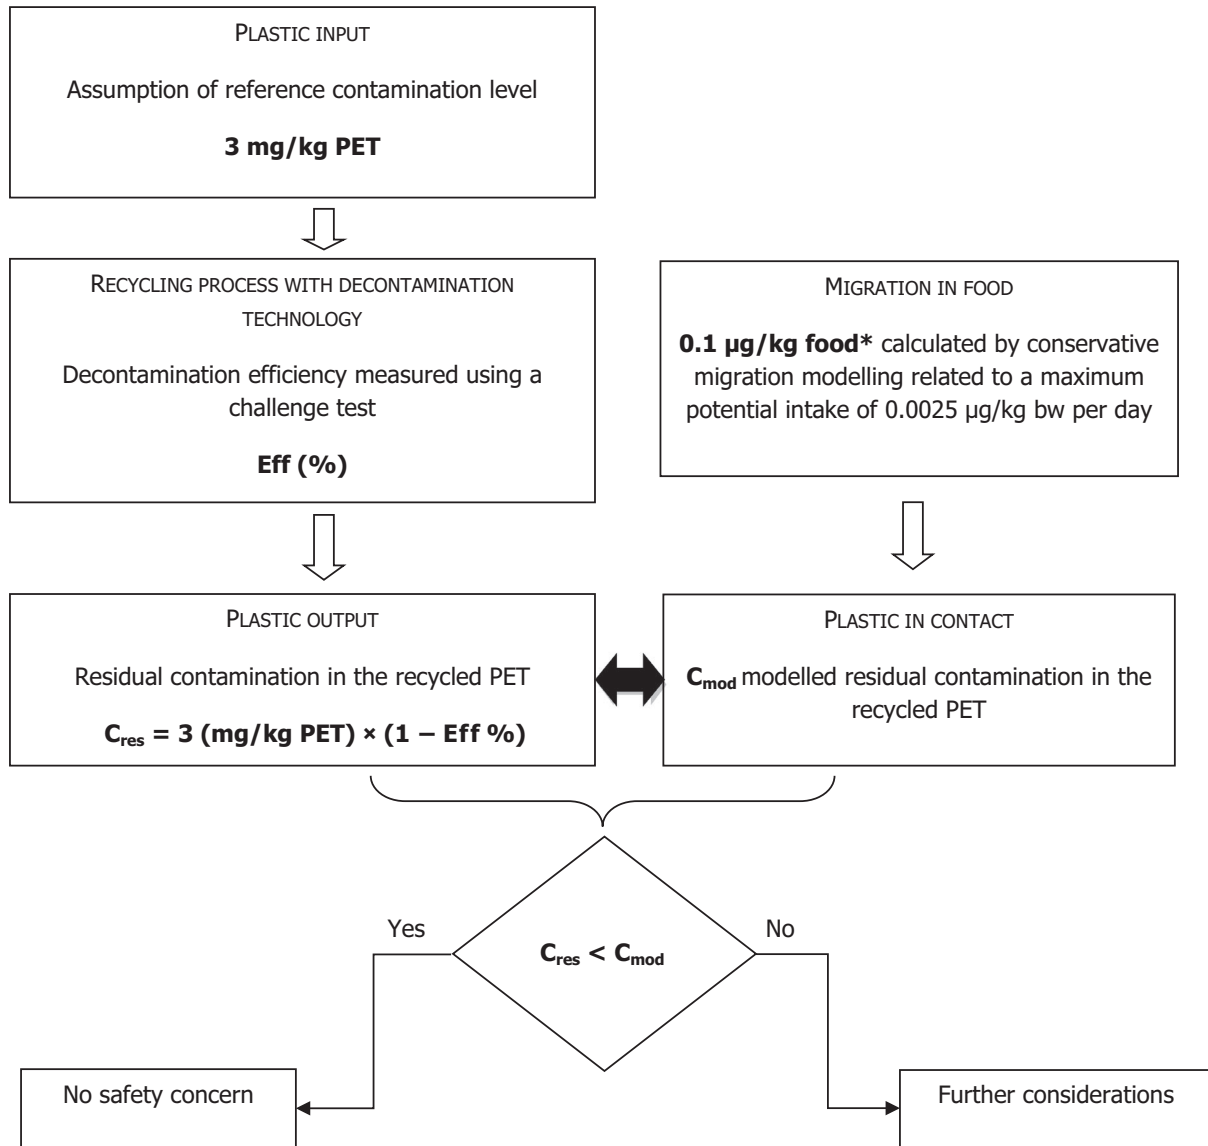 PLASTIC INPUT
Assumption of reference contamination level
3 mg/kg PET
RECYCLING PROCESS WITH DECONTAMINATION
TECHNOLOGY
Decontamination efficiency measured using a
challenge test
Eff (%)
MIGRATION IN FOOD
0.1 µg/kg food* calculated by conservative
migration modelling related to a maximum
potential intake of 0.0025 µg/kg bw per day
PLASTIC OUTPUT
Residual contamination in the recycled PET
Cres = 3 (mg/kg PET) × (1 – Eff %)
PLASTIC IN CONTACT
Cmod modelled residual contamination in the
recycled PET
Yes
No
Cres < Cmod
No safety concern
Further considerations